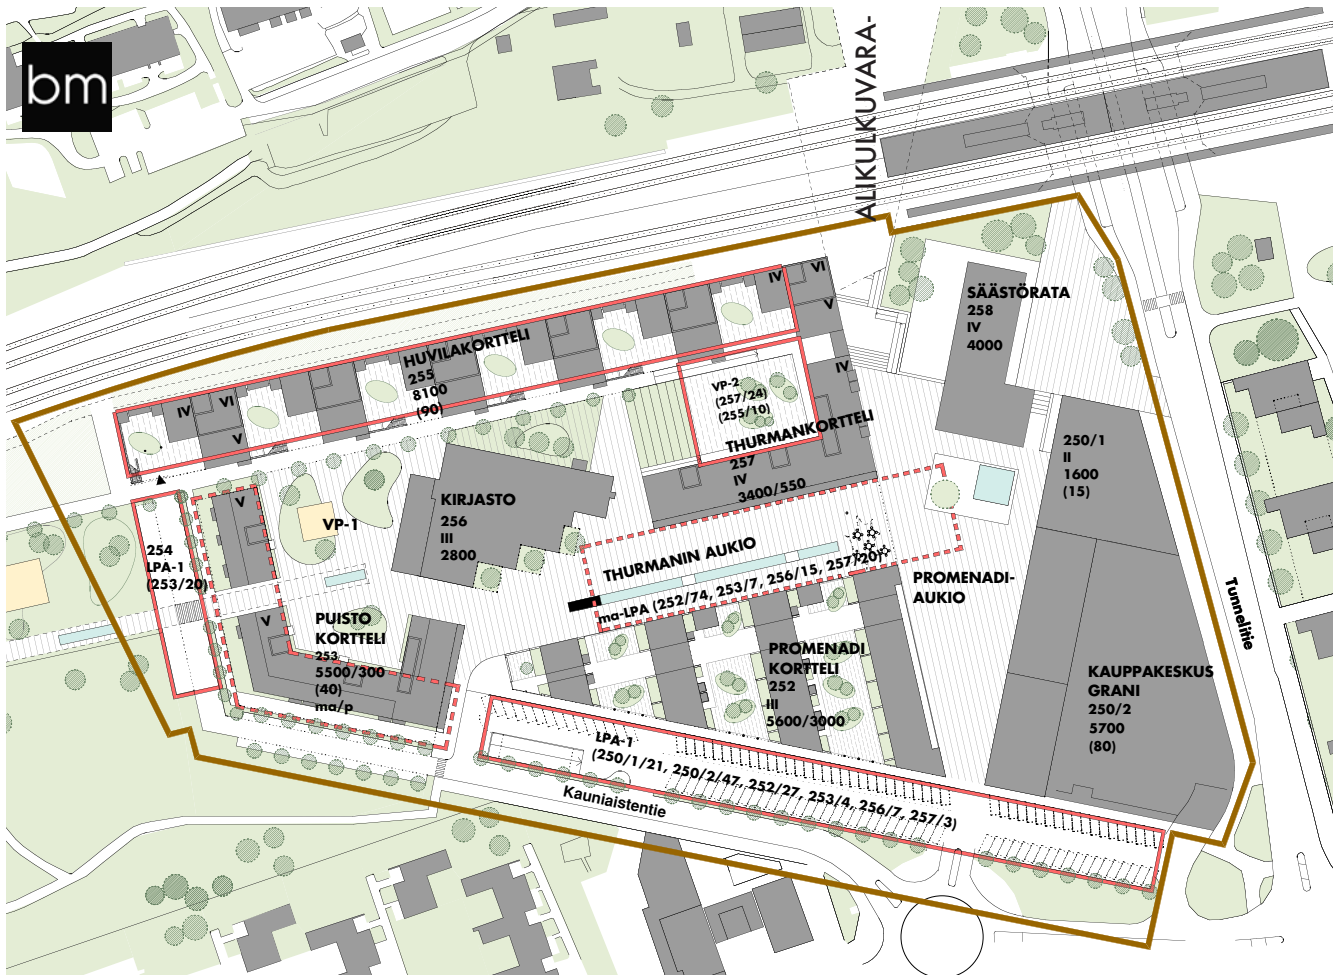 bm
ALIKULKUVARA-
SÄÄSTÖRATA
258
IV
4000
IV
VI
V
HUVILAKORTTELI
255
8100
(90)
IV
VI
V
IV
VP-2
(257/24)
(255/10)
THURMANKORTTELI
257
IV
3400/550
250/1
II
1600
(15)
KIRJASTO
256
III
2800
VP-1
V
254
LPA-1
(253/20)
V
THURMANIN AUKIO
ma-LPA (252/74, 253/7, 256/15, 257/20)
PROMENADI-
AUKIO
Tunnelitie
PUISTO
KORTTELI
253
5500/300
(40)
ma/p
PROMENADI
KORTTELI
252
III
5600/3000
KAUPPAKESKUS
GRANI
250/2
5700
(80)
LPA-1
(250/1/21, 250/2/47, 252/27, 253/4, 256/7, 257/3)
Kauniaistentie